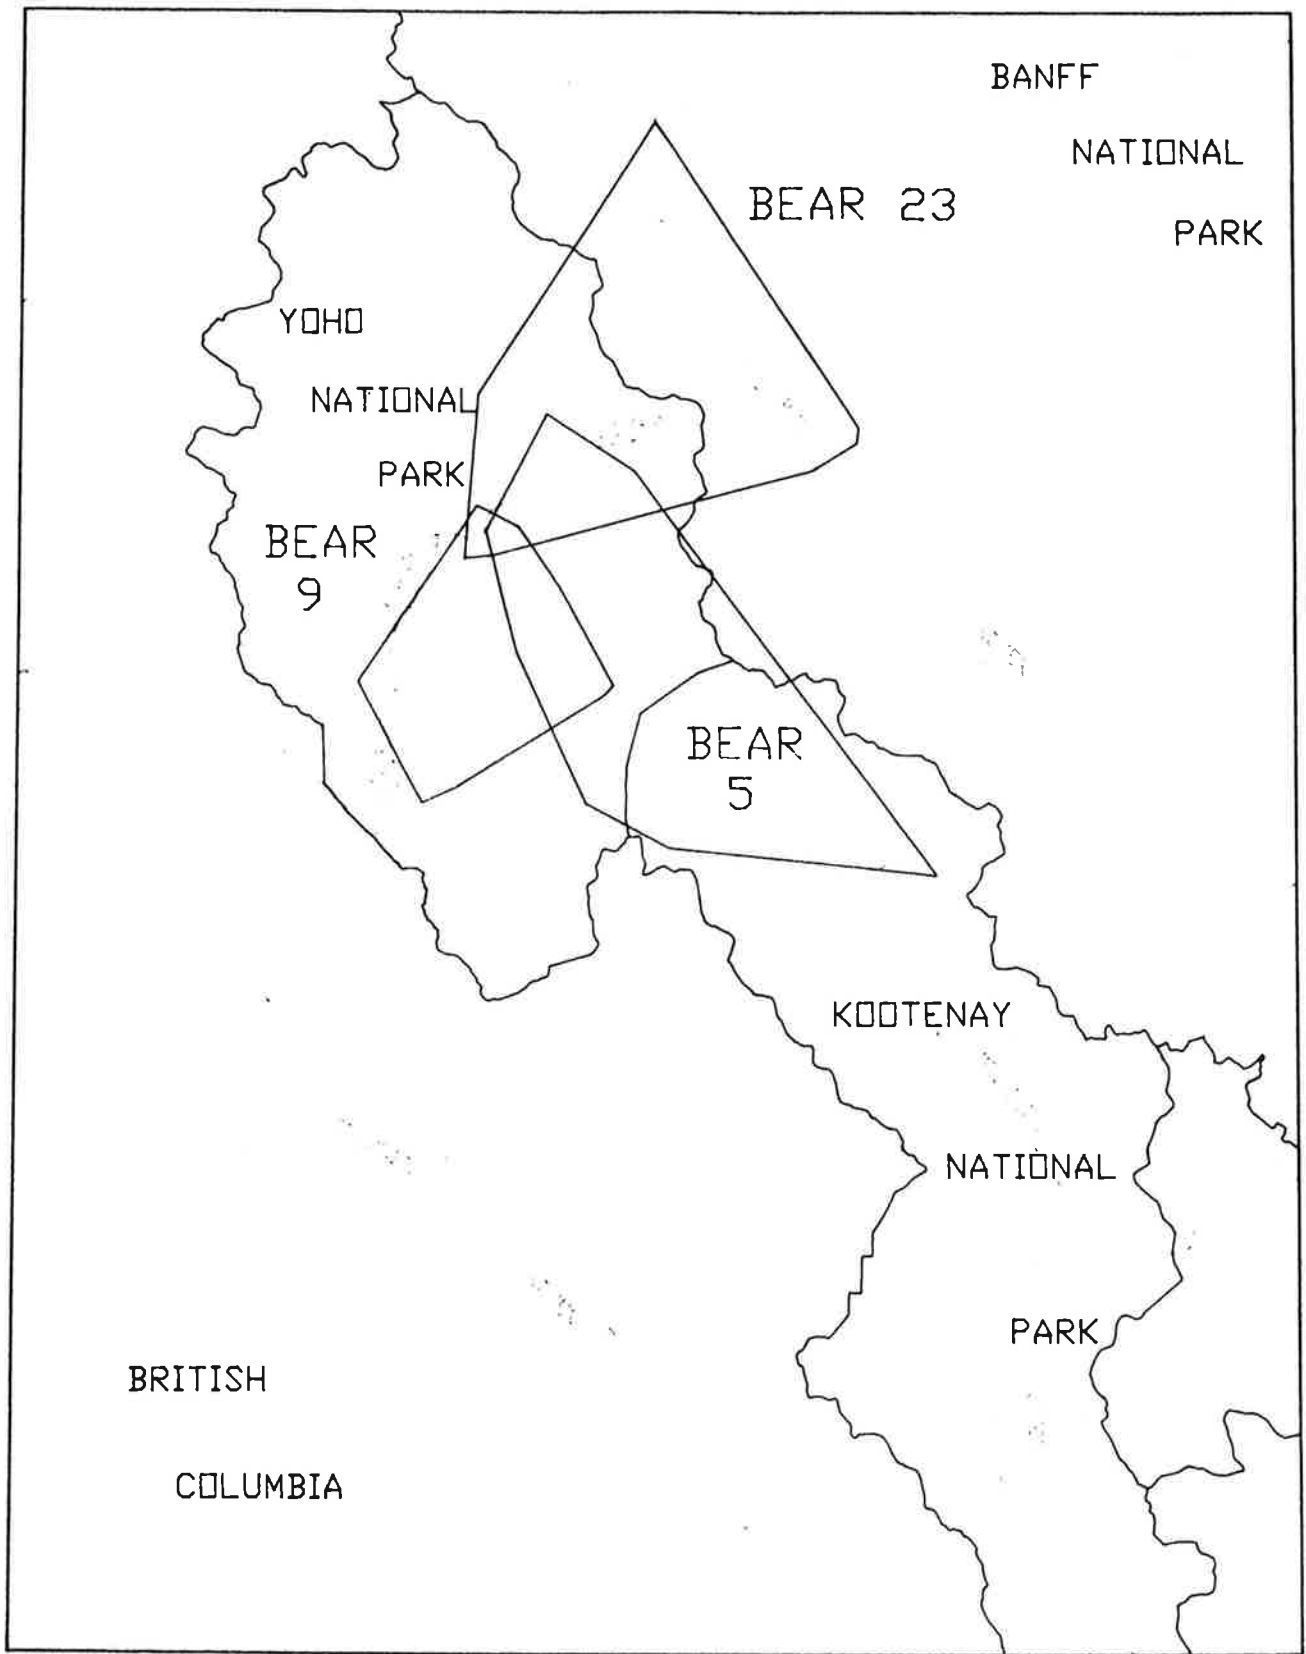 BANFF
NATIONAL
PARK
BEAR 23
YOHO
NATIONAL
PARK
BEAR
9
BEAR
5
KOOTENAY
NATIONAL
PARK
BRITISH
COLUMBIA